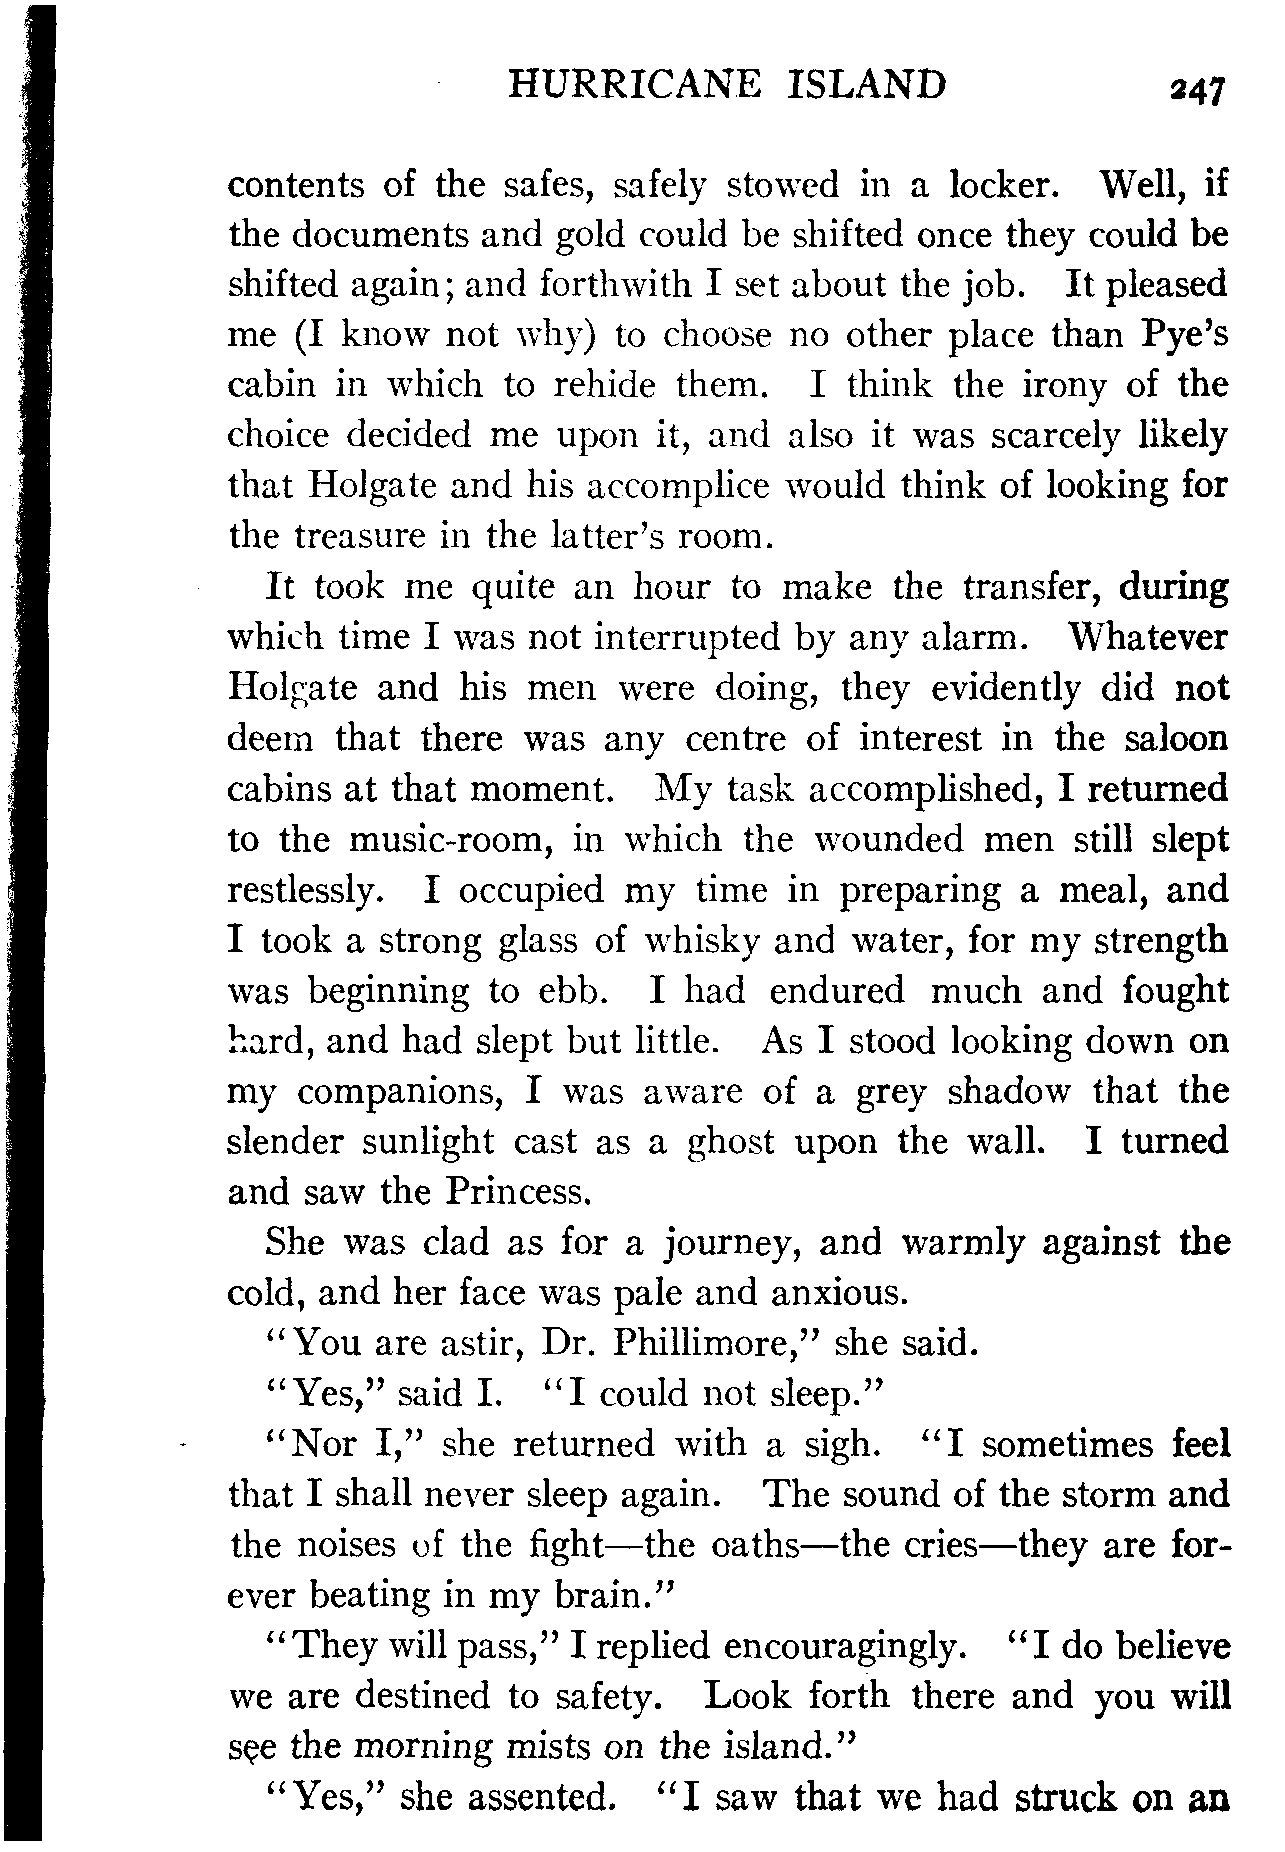 HURRICANE ISLAND 247
contents of the safes, safely stowed in a locker. Well, if
the documents and gold could be shifted once they could be
shifted again; and forthwith I set about the job. It pleased
me (I know not why) to choose no other place than Pye's
cabin in which to rehide them. I think the irony of the
choice decided me upon it, and also it was scarcely likely
that Holgate and his accomplice would think of looking for
the treasure in the latter's room.
It took me quite an hour to make the transfer, during
which time I was not interrupted by any alarm. Whatever
Holgate and his men were doing, they evidently did not
deem that there was any centre of interest in the saloon
cabins at that moment. My task accomplished, I returned
to the music-room, in which the wounded men still slept
restlessly. I occupied my time in preparing a meal, and
I took a strong glass of whisky and water, for my strength
was beginning to ebb. I had endured much and fought
hard, and had slept but little. As I stood looking down on
my companions, I was aware of a grey shadow that the
slender sunlight cast as a ghost upon the wall. I turned
and saw the Princess.
She was clad as for a journey, and warmly against the
cold, and her face was pale and anxious.
"You are astir, Dr. Phillimore," she said.
"Yes," said I. "I could not sleep."
"Nor I," she returned with a sigh. "I sometimes feel
that I shall never sleep again. The sound of the storm and
the noises of the fight—the oaths—the cries—they are for-
ever beating in my brain."
"They will pass," I replied encouragingly. "I do believe
we are destined to safety. Look forth there and you will
see the morning mists on the island."
"Yes," she assented. "I saw that we had struck on an